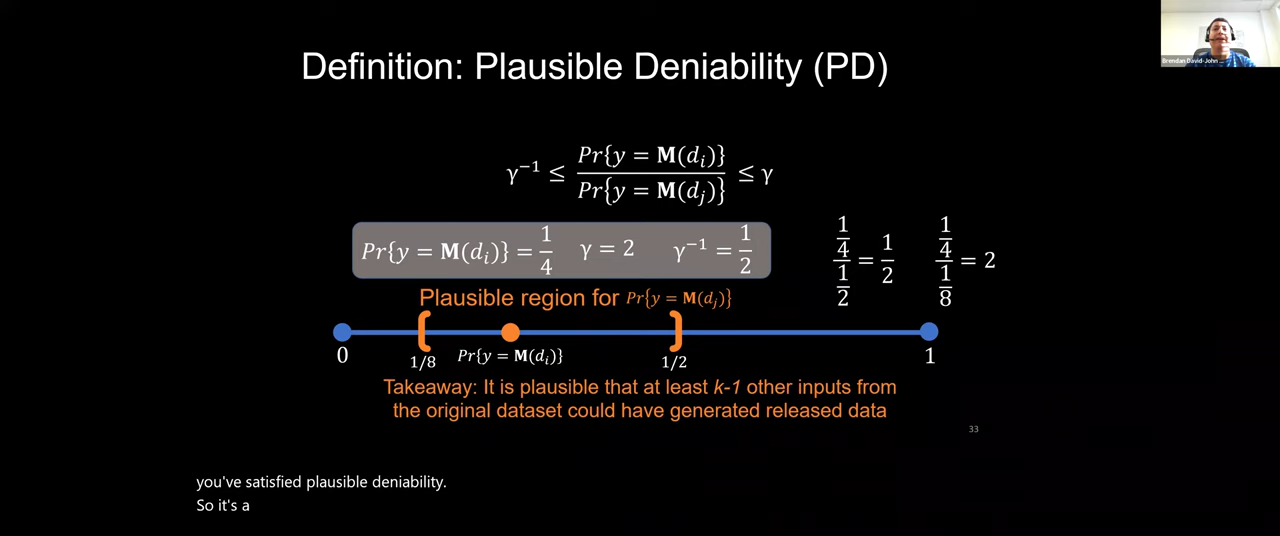 Brendan David-John
Definition: Plausible Deniability (PD)
γ⁻¹ ≤ Pr{y = M(dᵢ)} / Pr{y = M(dⱼ)} ≤ γ
Pr{y = M(dᵢ)} = 1/4 γ = 2 γ⁻¹ = 1/2
1/4 / 1/2 = 1/2 1/4 / 1/8 = 2
Plausible region for Pr{y = M(dⱼ)}
0 1/8 Pr{y = M(dᵢ)} 1/2 1
Takeaway: It is plausible that at least k-1 other inputs from
the original dataset could have generated released data
33
you've satisfied plausible deniability.
So it's a